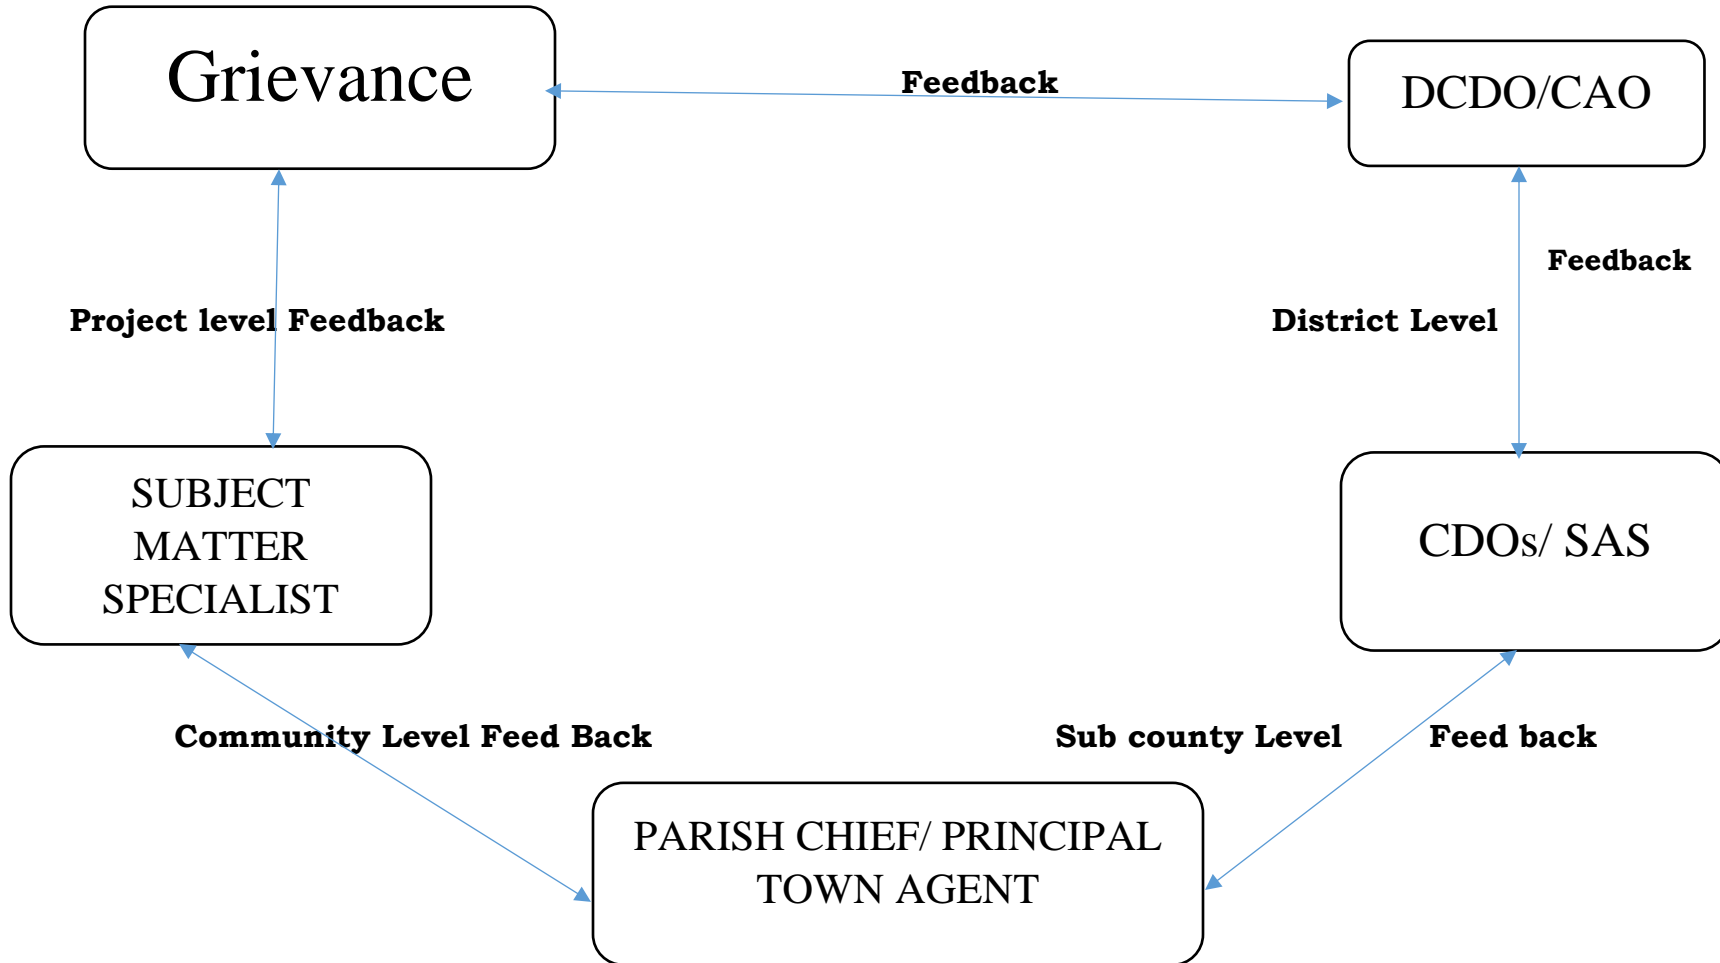 Grievance
Feedback
DCDO/CAO
Feedback
Project level Feedback
District Level
SUBJECT
MATTER
SPECIALIST
CDOs/ SAS
Community Level Feed Back
Sub county Level
Feed back
PARISH CHIEF/ PRINCIPAL
TOWN AGENT